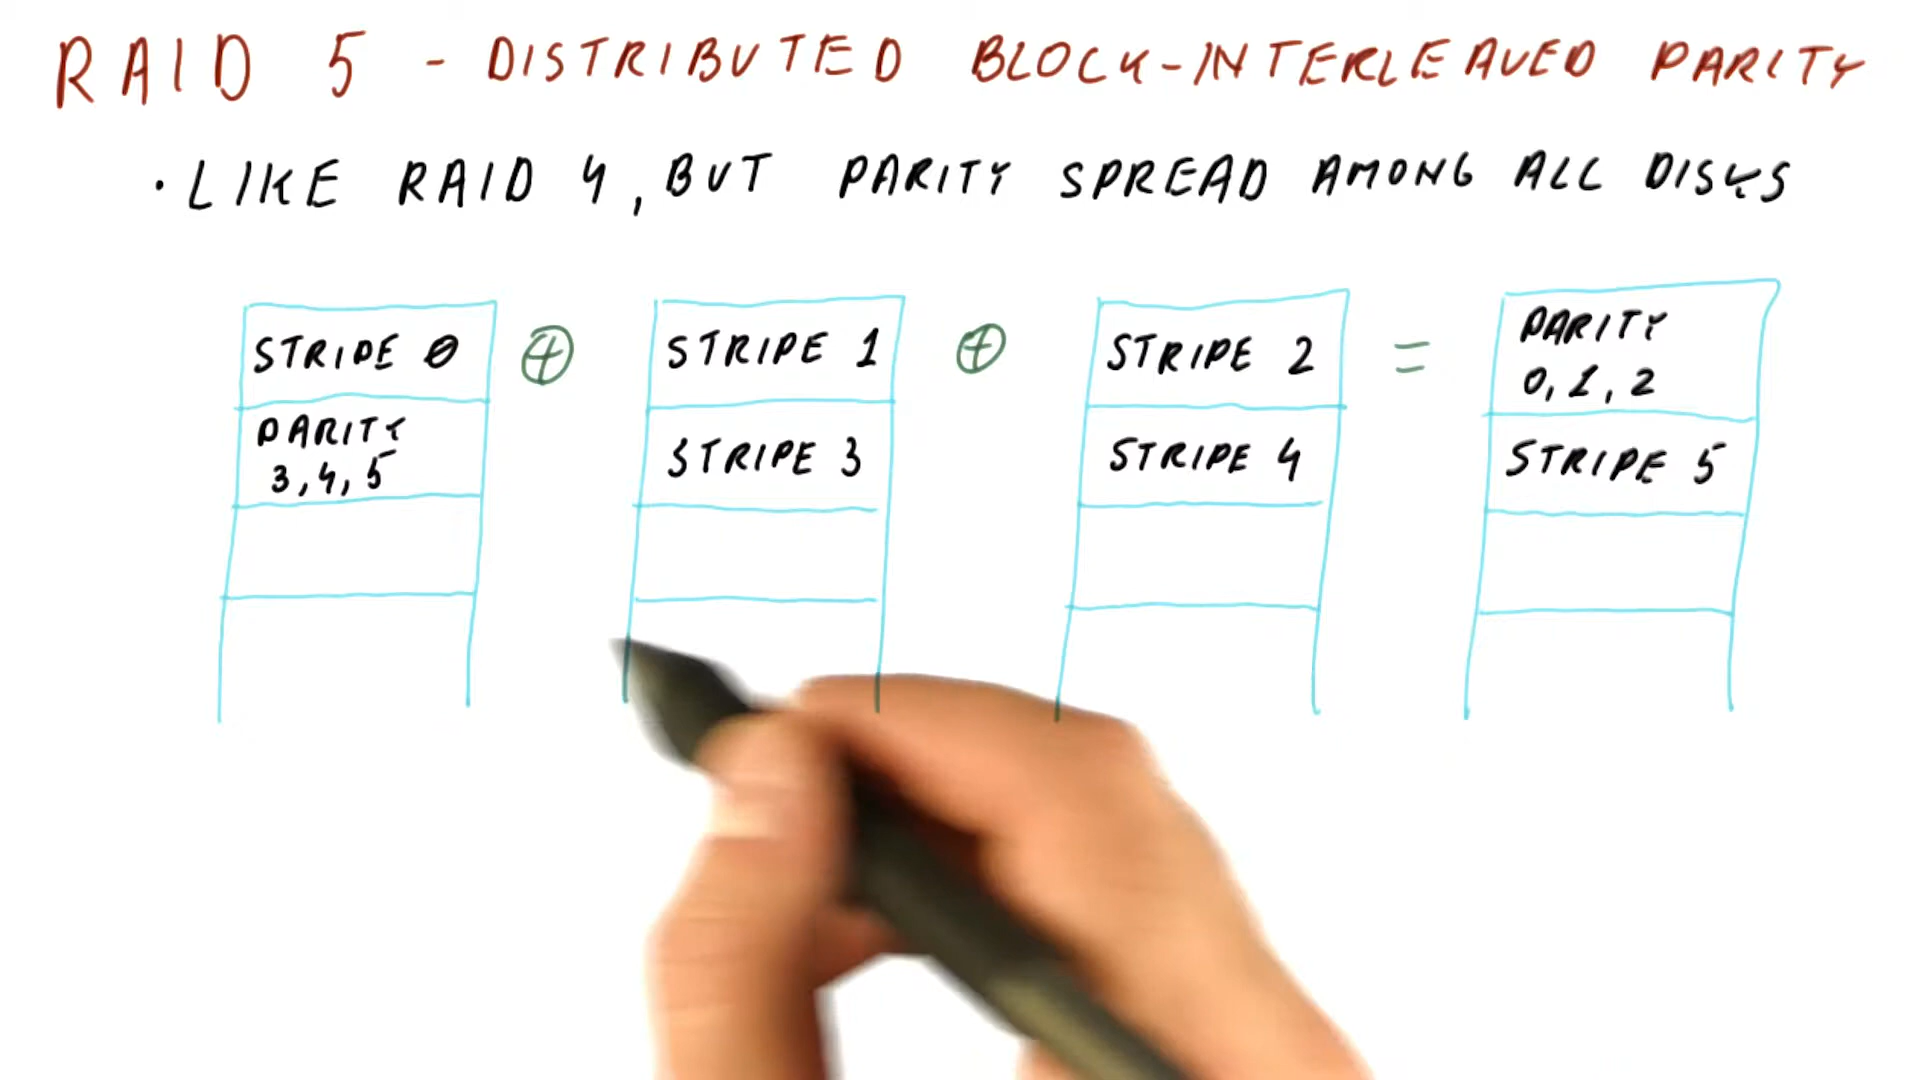 RAID 5 - DISTRIBUTED BLOCK-INTERLEAVED PARITY
· LIKE RAID 4, BUT PARITY SPREAD AMONG ALL DISKS
STRIPE 0 ⊕ STRIPE 1 ⊕ STRIPE 2 = PARITY
0, 1, 2
PARITY
3, 4, 5
STRIPE 3
STRIPE 4
STRIPE 5